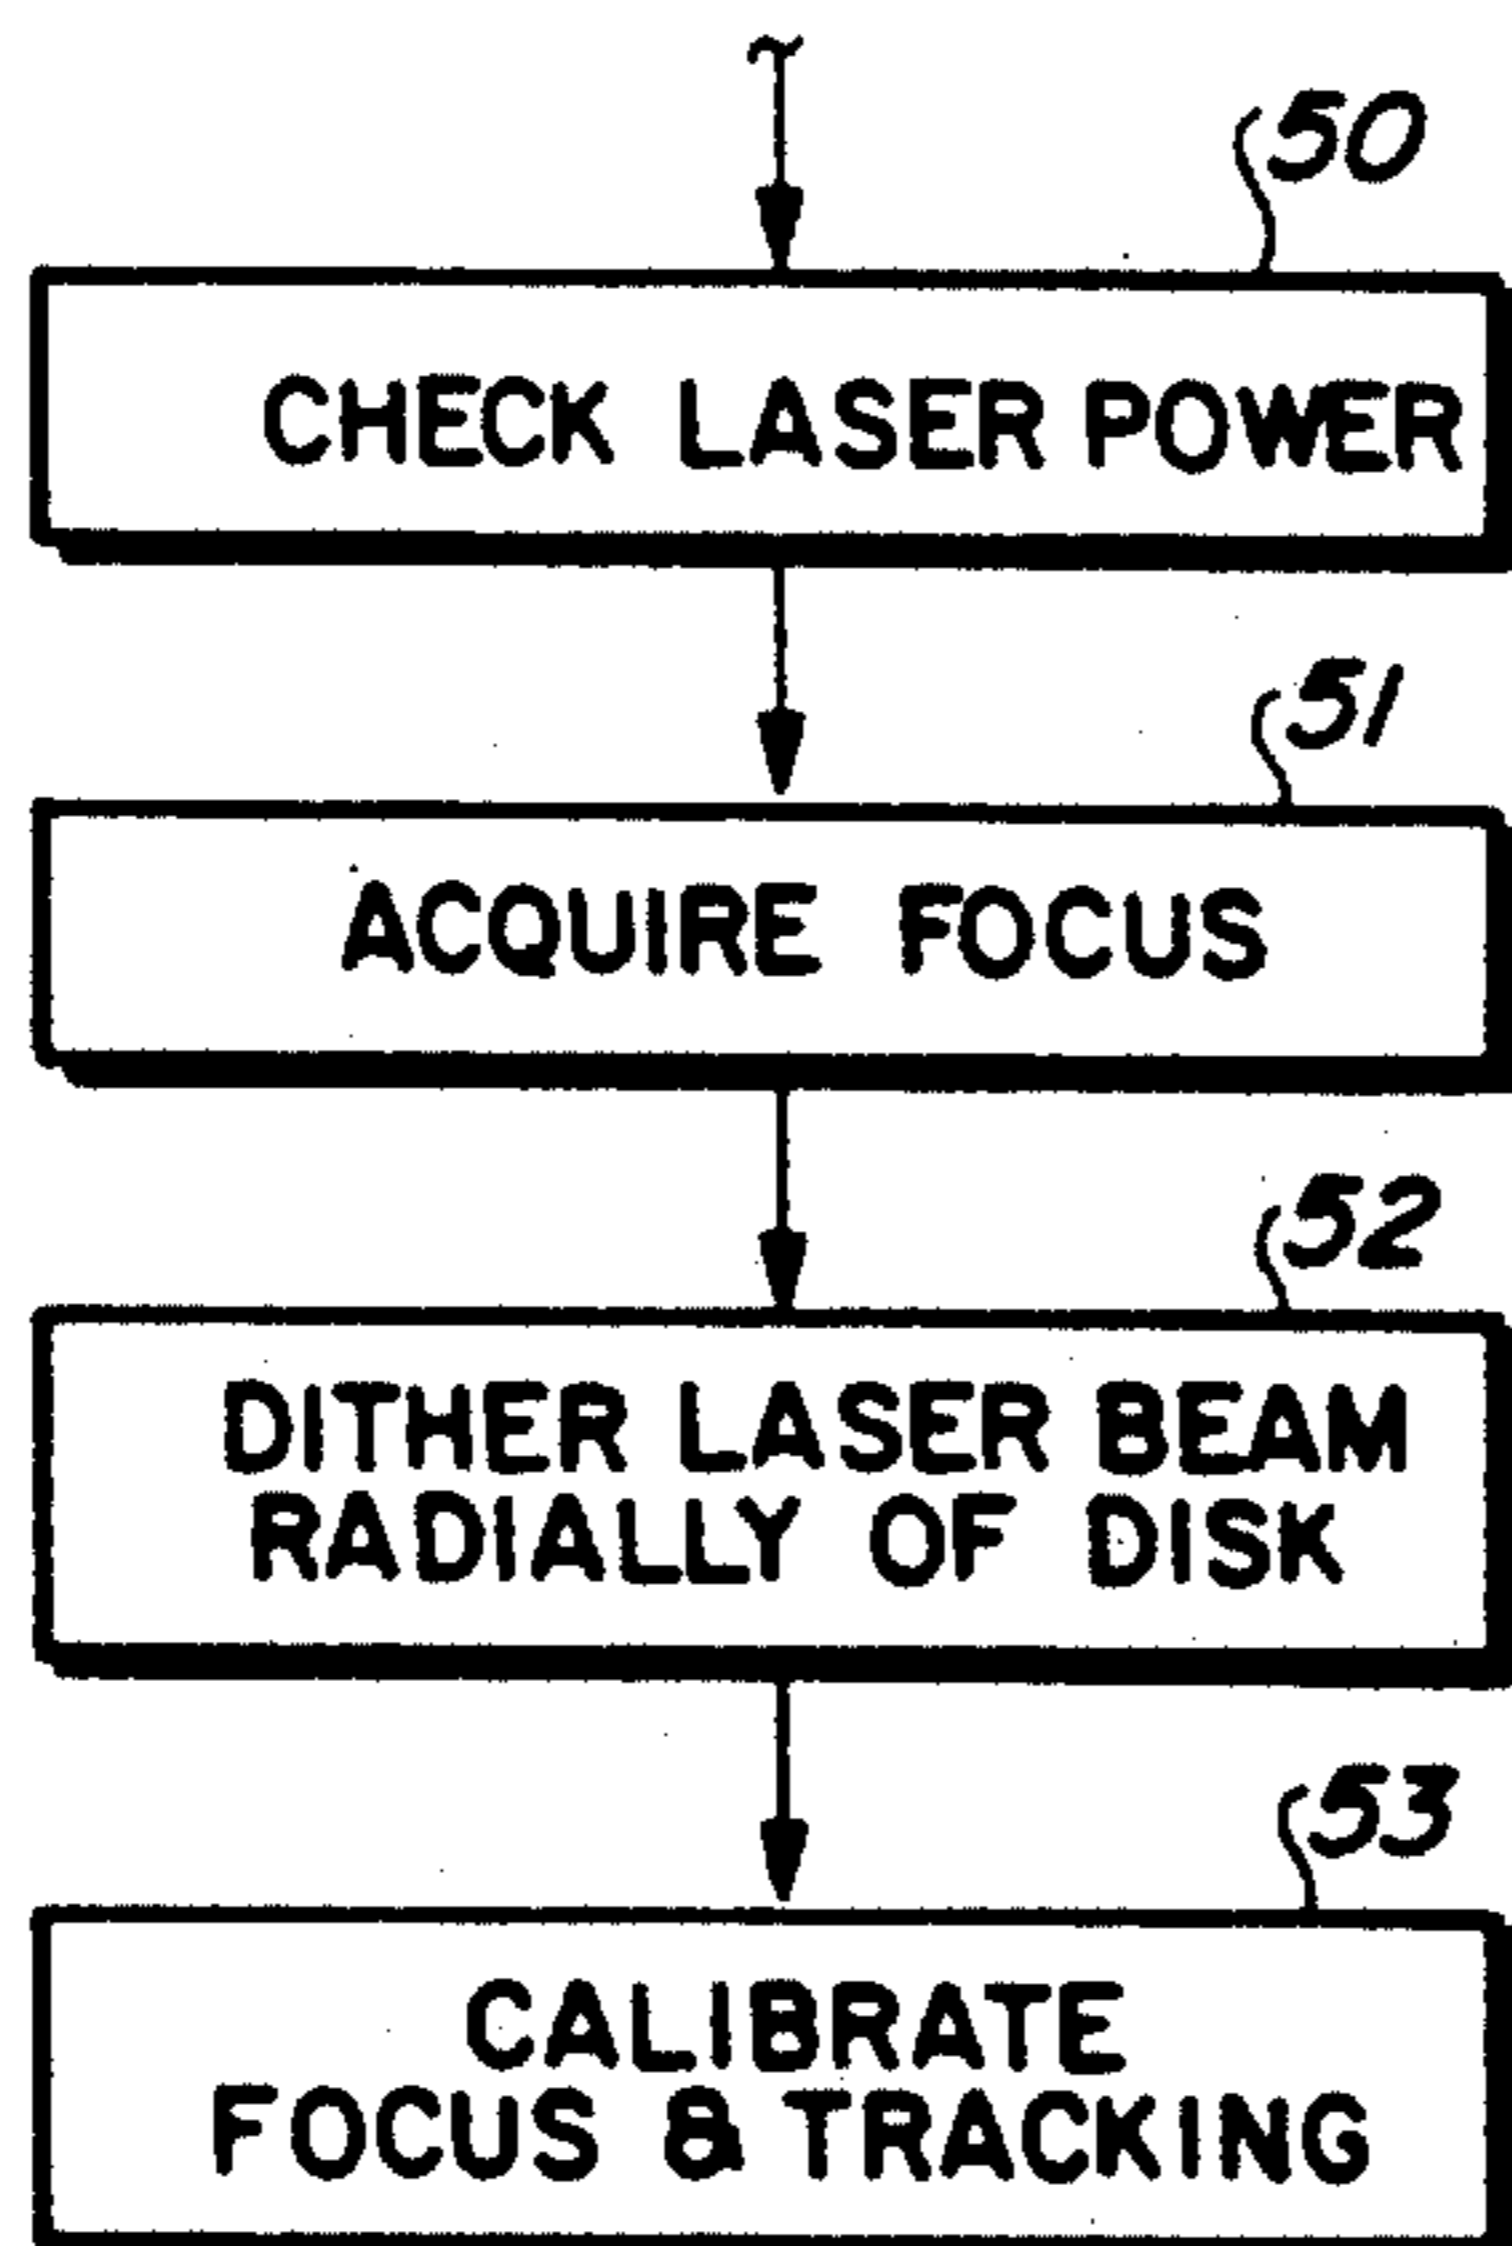 50
CHECK LASER POWER
51
ACQUIRE FOCUS
52
DITHER LASER BEAM
RADIALLY OF DISK
53
CALIBRATE
FOCUS & TRACKING